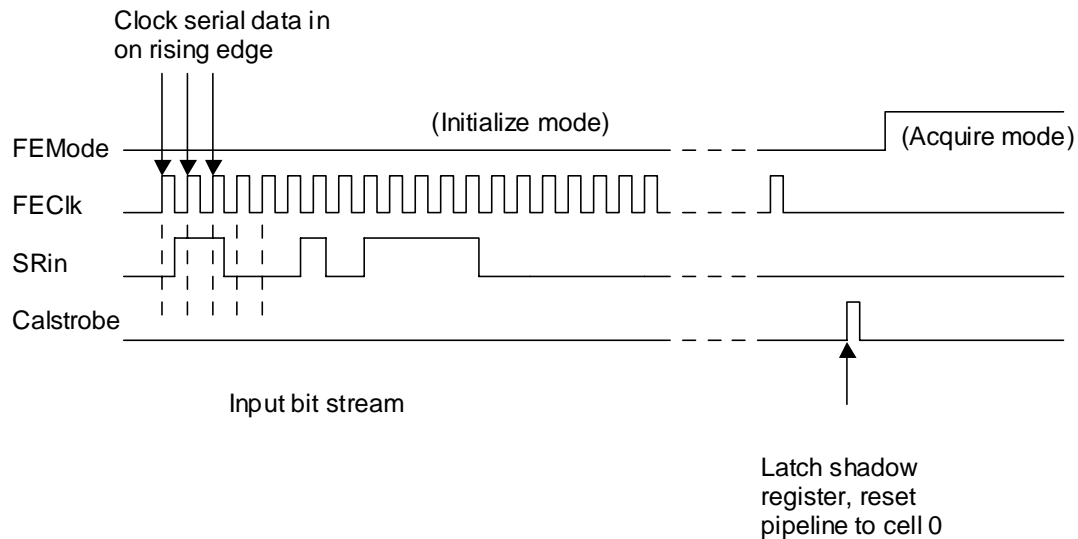 Clock serial data in
on rising edge
(Initialize mode)
(Acquire mode)
FEMode
FEClk
SRin
Calstrobe
Input bit stream
Latch shadow
register, reset
pipeline to cell 0